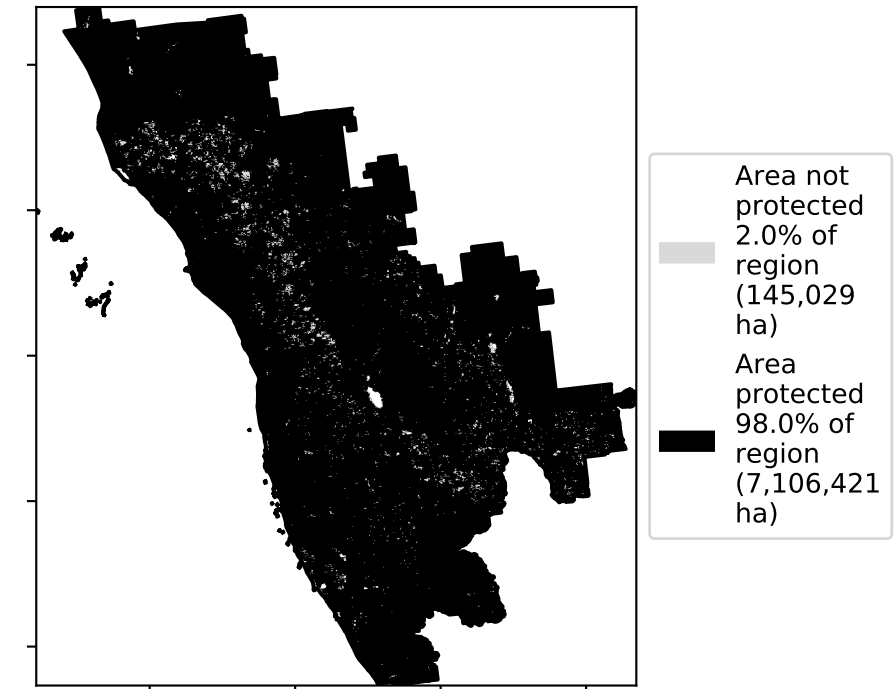 Area not
protected
2.0% of
region
(145,029
ha)
Area
protected
98.0% of
region
(7,106,421
ha)